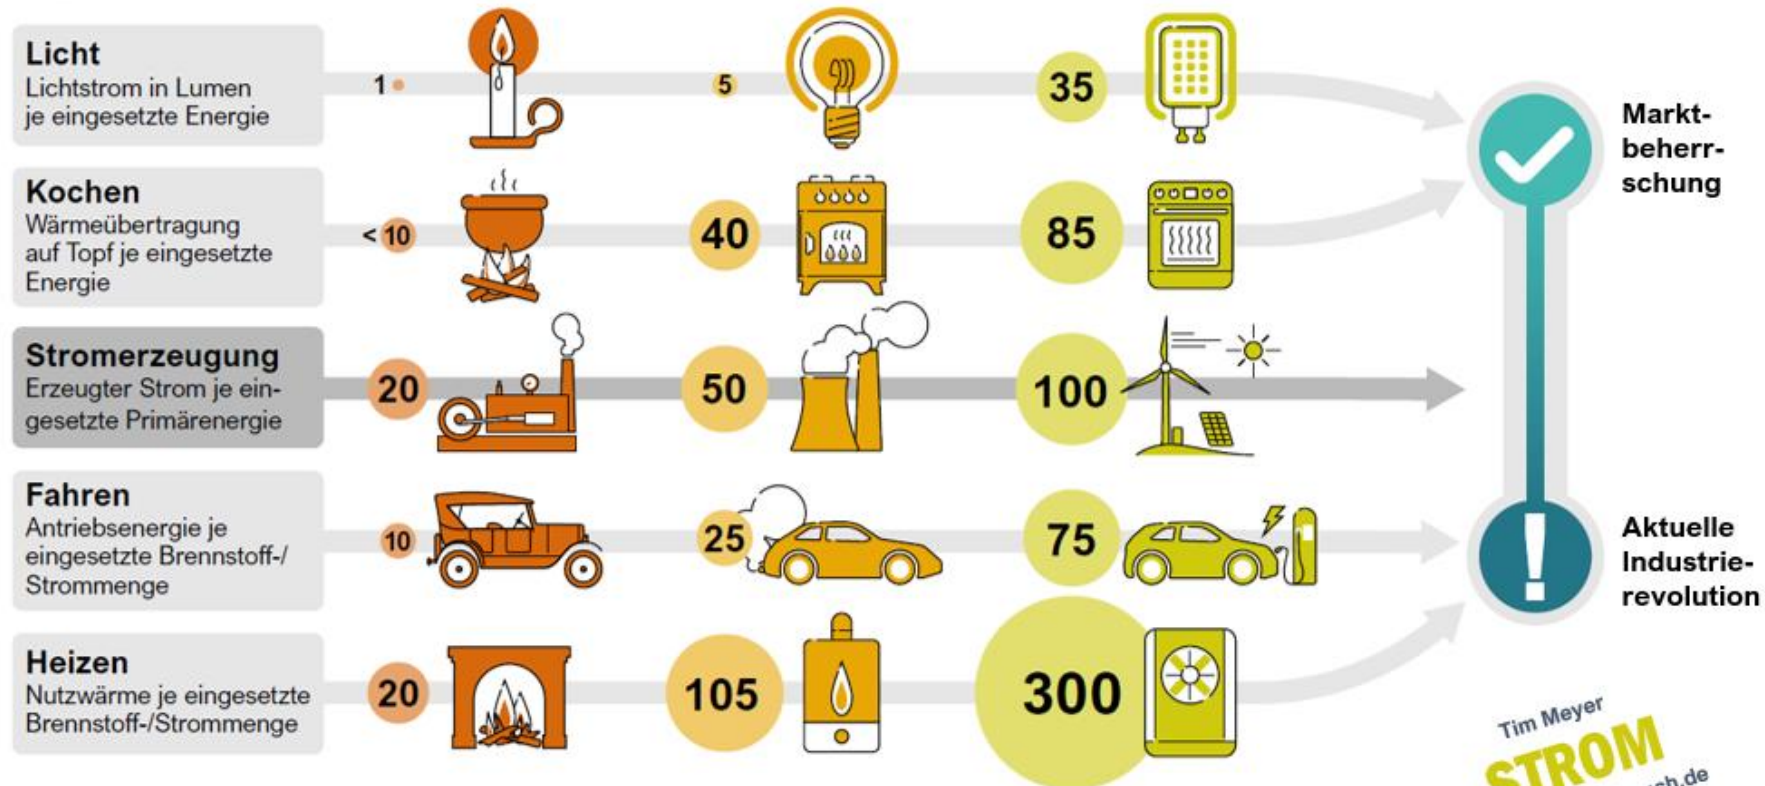 Licht
Lichtstrom in Lumen
je eingesetzte Energie
1
5
35
Kochen
Wärmeübertragung
auf Topf je eingesetzte
Energie
< 10
40
85
Stromerzeugung
Erzeugter Strom je ein-
gesetzte Primärenergie
20
50
100
Fahren
Antriebsenergie je
eingesetzte Brennstoff-/
Strommenge
10
25
75
Heizen
Nutzwärme je eingesetzte
Brennstoff-/Strommenge
20
105
300
Markt-
beherr-
schung
!
Aktuelle
Industrie-
revolution
Tim Meyer
STROM